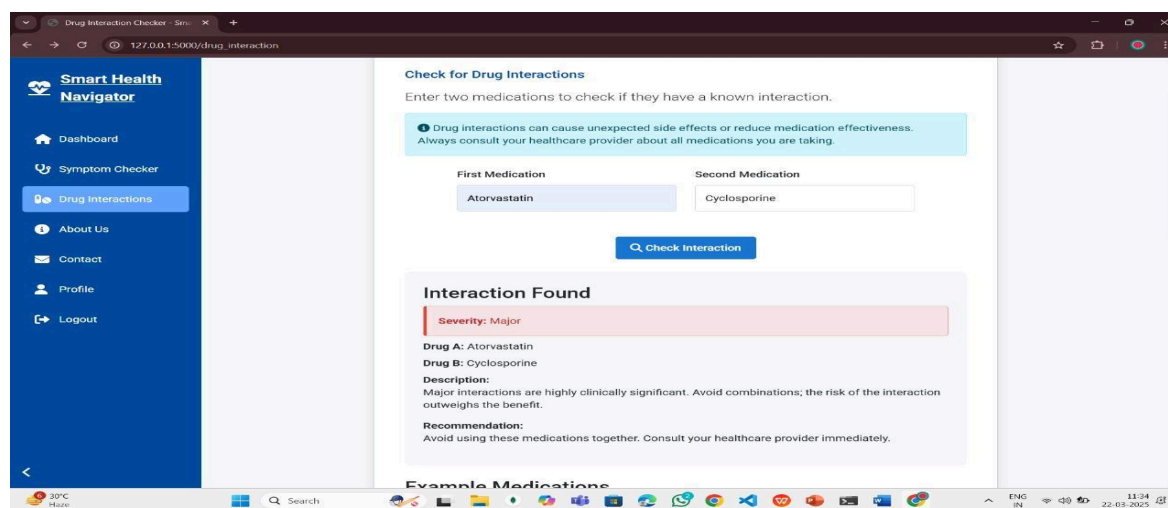 Drug Interaction Checker - Sma
127.0.0.1:5000/drug_interaction
Smart Health
Navigator
Dashboard
Symptom Checker
Drug Interactions
About Us
Contact
Profile
Logout
Check for Drug Interactions
Enter two medications to check if they have a known interaction.
Drug interactions can cause unexpected side effects or reduce medication effectiveness.
Always consult your healthcare provider about all medications you are taking.
First Medication Second Medication
Atorvastatin Cyclosporine
Check Interaction
Interaction Found
Severity: Major
Drug A: Atorvastatin
Drug B: Cyclosporine
Description:
Major interactions are highly clinically significant. Avoid combinations; the risk of the interaction
outweighs the benefit.
Recommendation:
Avoid using these medications together. Consult your healthcare provider immediately.
Example Medications
30°C
Haze
Search
ENG
IN
11:34
22-03-2025